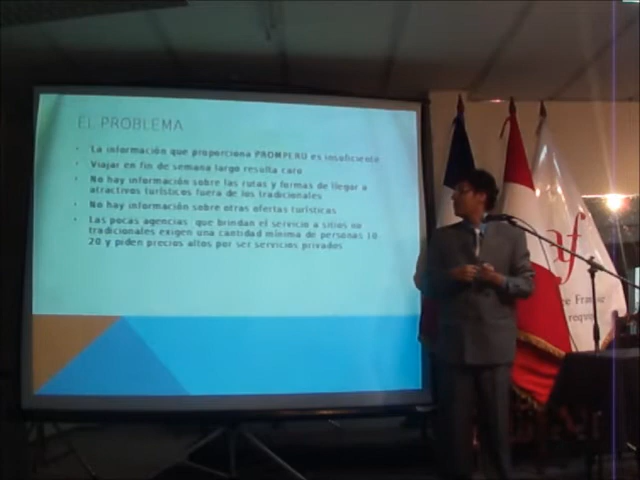 EL PROBLEMA
La información que proporciona PROMPERU es insuficiente
Viajar en fin de semana largo resulta caro
No hay información sobre las rutas y formas de llegar a
atractivos turísticos fuera de los tradicionales
No hay información sobre otras ofertas turísticas
Las pocas agencias que brindan el servicio a sitios no
tradicionales exigen una cantidad mínima de personas 10
20 y piden precios altos por ser servicios privados
af